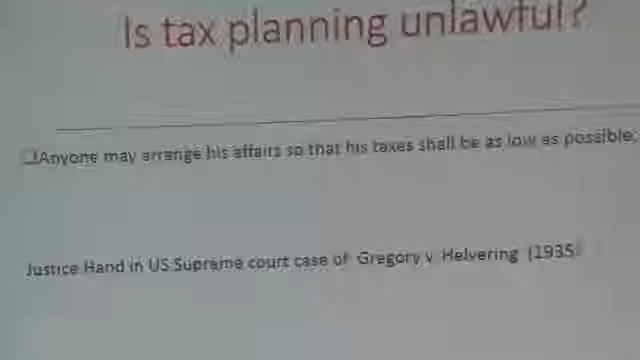 Is tax planning unlawful?
❑Anyone may arrange his affairs so that his taxes shall be as low as possible;
Justice Hand in US Supreme court case of Gregory v Helvering (1935